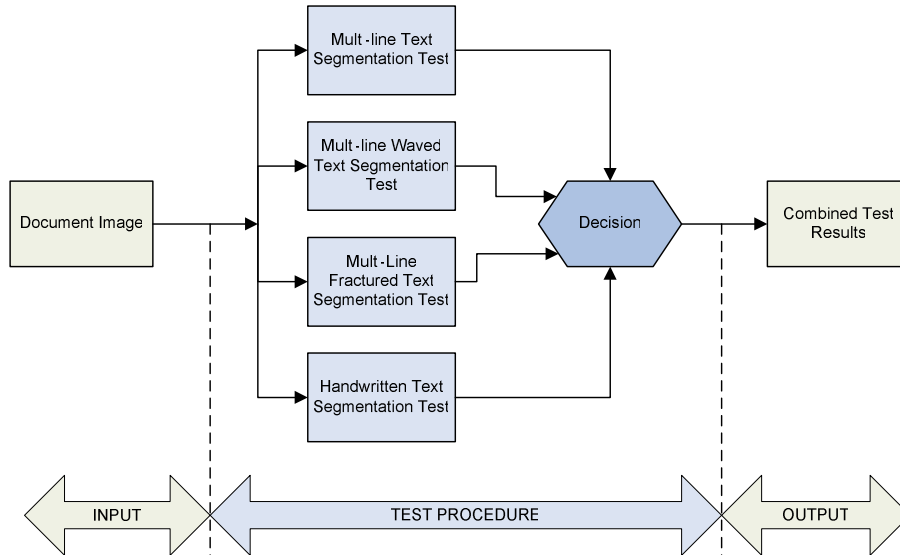 Mult-line Text
Segmentation Test
Mult-line Waved
Text Segmentation
Test
Document Image
Decision
Combined Test
Results
Mult-Line
Fractured Text
Segmentation Test
Handwritten Text
Segmentation Test
INPUT
TEST PROCEDURE
OUTPUT